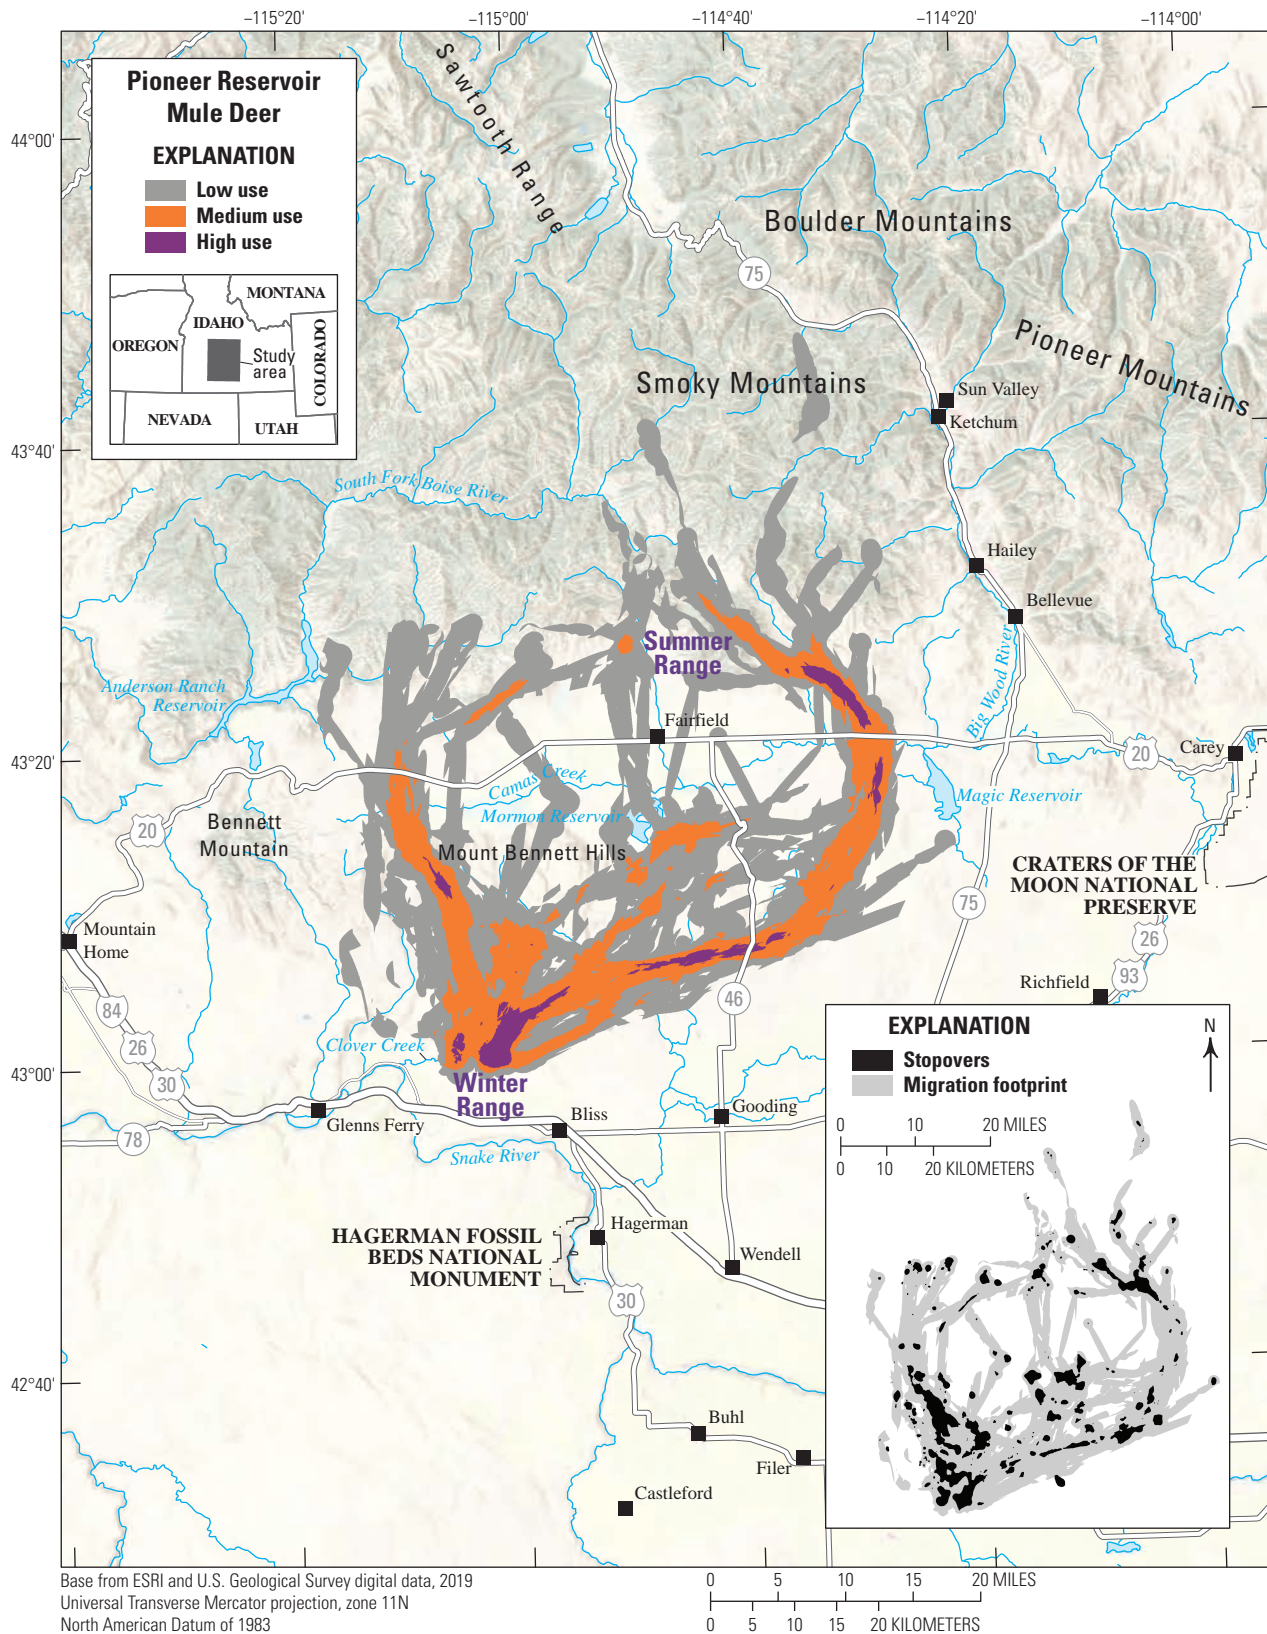 −115°20'
−115°00'
−114°40'
−114°20'
−114°00'
44°00'
43°40'
43°20'
43°00'
42°40'
Pioneer Reservoir
Mule Deer
EXPLANATION
Low use
Medium use
High use
MONTANA
IDAHO
OREGON
Study
area
COLORADO
NEVADA
UTAH
Sawtooth Range
Boulder Mountains
75
Pioneer Mountains
Smoky Mountains
Sun Valley
Ketchum
South Fork Boise River
Hailey
Bellevue
Summer
Range
Big Wood River
Anderson Ranch
Reservoir
Fairfield
Carey
20
Camas Creek
Mormon Reservoir
Magic Reservoir
20
Bennett
Mountain
Mount Bennett Hills
CRATERS OF THE
MOON NATIONAL
PRESERVE
75
Mountain
Home
26
93
Richfield
46
84
26
30
Clover Creek
Winter
Range
78
Glenns Ferry
Bliss
Gooding
Snake River
HAGERMAN FOSSIL
BEDS NATIONAL
MONUMENT
Hagerman
Wendell
30
Buhl
Filer
Castleford
EXPLANATION
N
Stopovers
Migration footprint
0 10 20 MILES
0 10 20 KILOMETERS
Base from ESRI and U.S. Geological Survey digital data, 2019
Universal Transverse Mercator projection, zone 11N
North American Datum of 1983
0 5 10 15 20 MILES
0 5 10 15 20 KILOMETERS